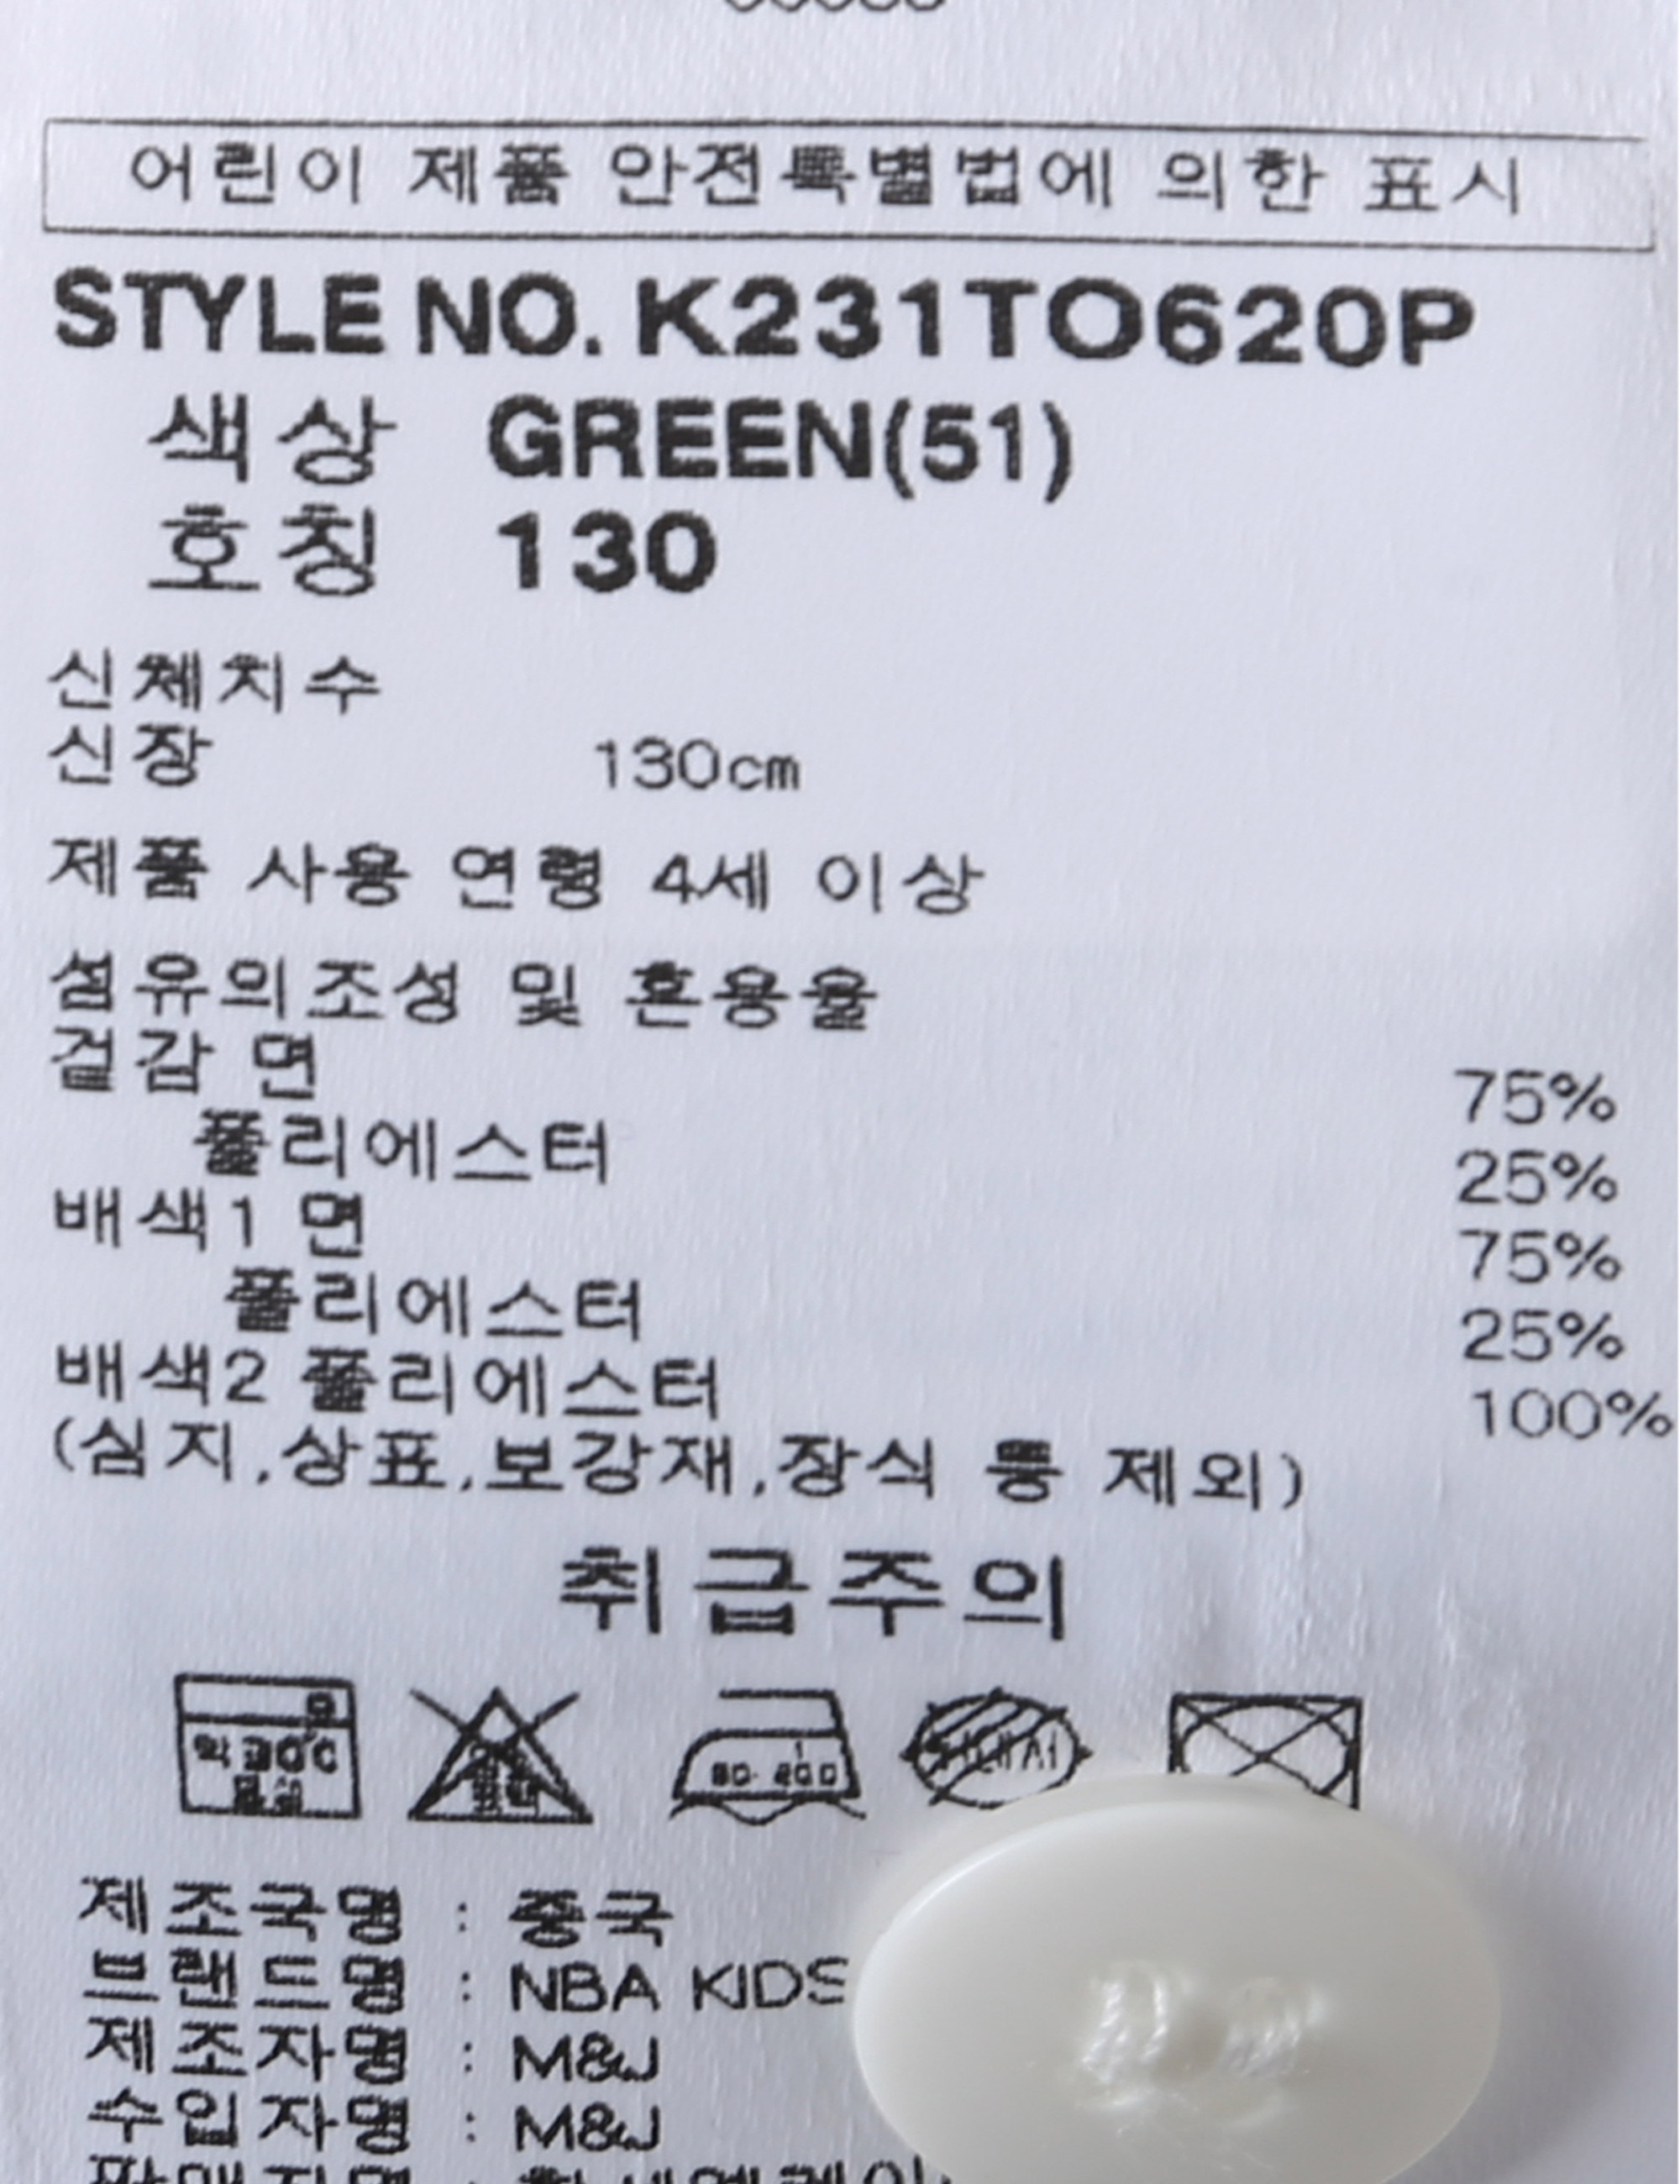 어린이 제품 안전특별법에 의한 표시
STYLE NO. K231TO620P
색상 GREEN(51)
호칭 130
신체치수
신장 130cm
제품 사용 연령 4세 이상
섬유의조성 및 혼용율
겉감 면 75%
폴리에스터 25%
배색1 면 75%
폴리에스터 25%
배색2 폴리에스터 100%
(심지,상표,보강재,장식 등 제외)
취급주의
제조국명 : 중국
브랜드명 : NBA KIDS
제조자명 : M&J
수입자명 : M&J